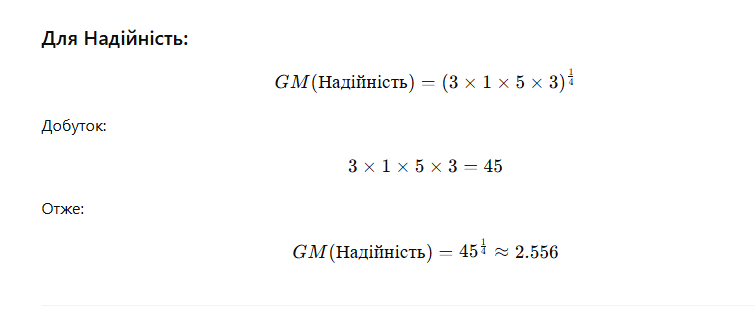 Для Надійність:
GM(Надійність) = (3 × 1 × 5 × 3)^{1/4}
Добуток:
3 × 1 × 5 × 3 = 45
Отже:
GM(Надійність) = 45^{1/4} ≈ 2.556